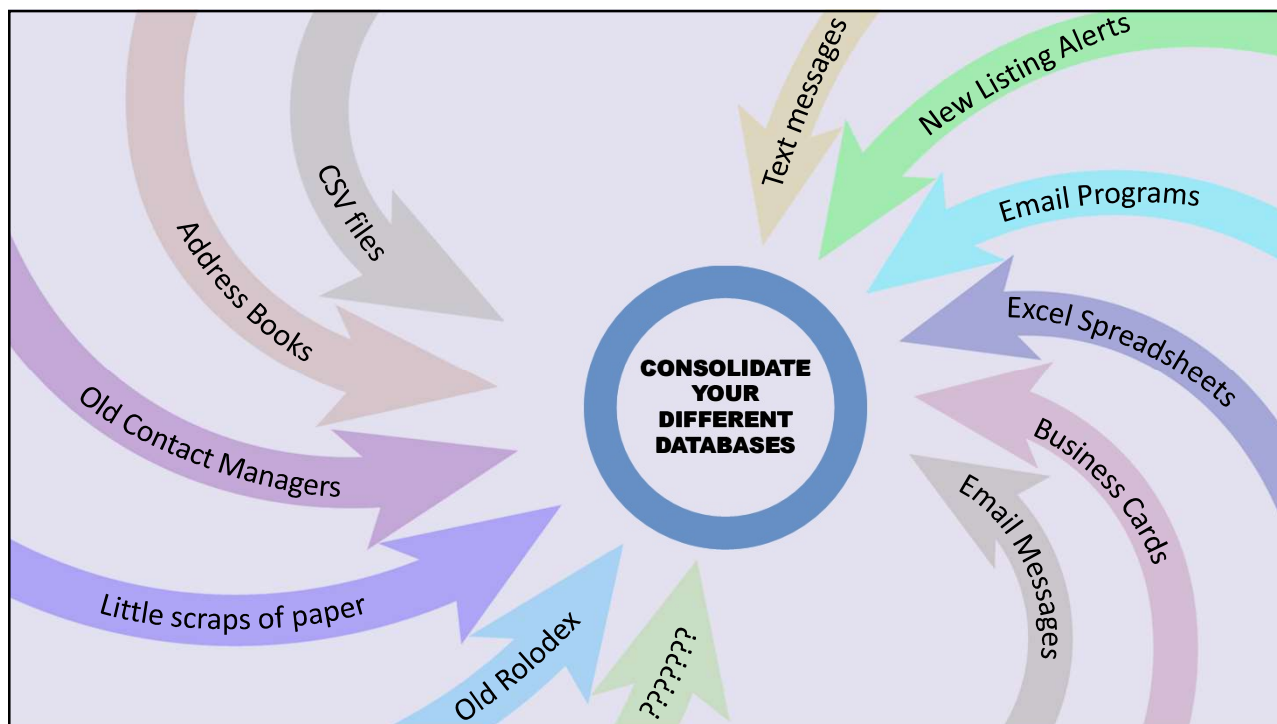 Text messages
New Listing Alerts
Email Programs
CSV files
Address Books
Excel Spreadsheets
CONSOLIDATE
YOUR
DIFFERENT
DATABASES
Old Contact Managers
Business Cards
Email Messages
Little scraps of paper
Old Rolodex
???????